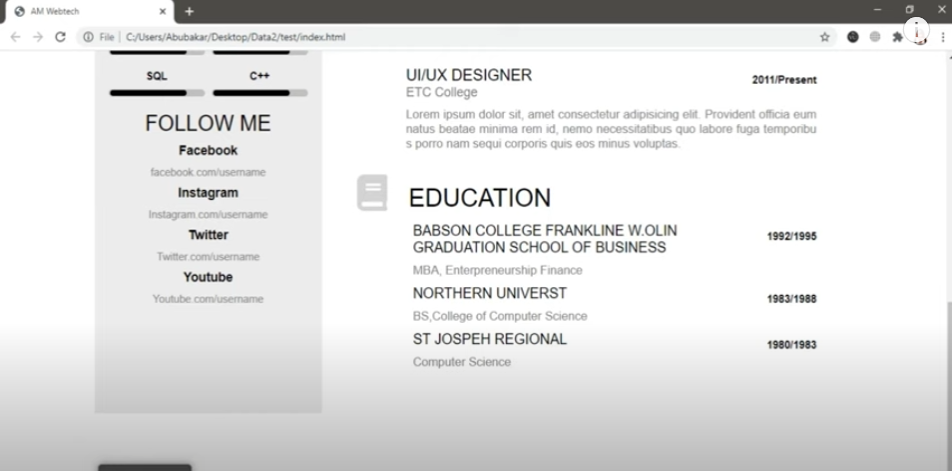 AM Webtech
File
C:/Users/Abubakar/Desktop/Data2/test/index.html
SQL
C++
FOLLOW ME
Facebook
facebook.com/username
Instagram
Instagram.com/username
Twitter
Twitter.com/username
Youtube
Youtube.com/username
UI/UX DESIGNER
2011/Present
ETC College
Lorem ipsum dolor sit, amet consectetur adipisicing elit. Provident officia eum
natus beatae minima rem id, nemo necessitatibus quo labore fuga temporibu
s porro nam sequi corporis quis eos minus voluptas.
EDUCATION
BABSON COLLEGE FRANKLINE W.OLIN
GRADUATION SCHOOL OF BUSINESS
1992/1995
MBA, Enterpreneurship Finance
NORTHERN UNIVERST
1983/1988
BS,College of Computer Science
ST JOSPEH REGIONAL
1980/1983
Computer Science